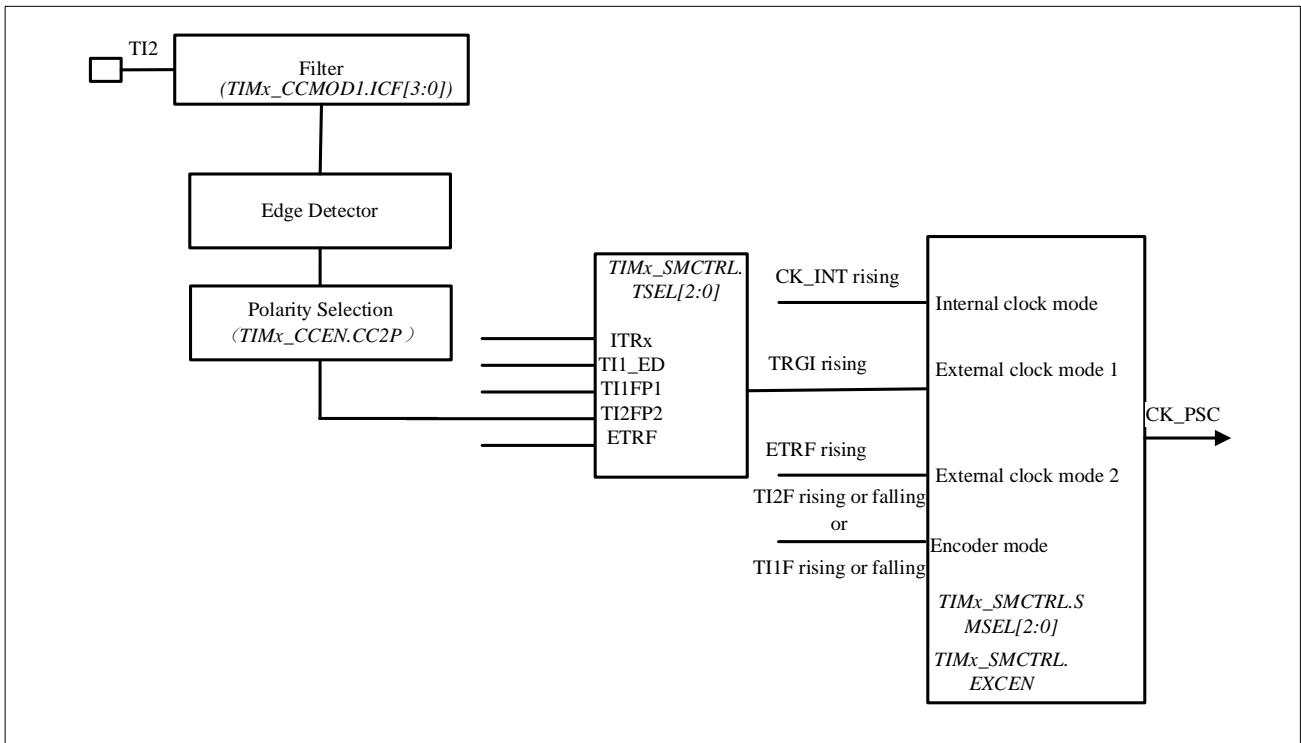 TI2
Filter
(TIMx_CCMOD1.ICF[3:0])
Edge Detector
Polarity Selection
（TIMx_CCEN.CC2P）
TIMx_SMCTRL.
TSEL[2:0]
ITRx
TI1_ED
TI1FP1
TI2FP2
ETRF
CK_INT rising
TRGI rising
ETRF rising
TI2F rising or falling
or
TI1F rising or falling
Internal clock mode
External clock mode 1
External clock mode 2
Encoder mode
TIMx_SMCTRL.S
MSEL[2:0]
TIMx_SMCTRL.
EXCEN
CK_PSC